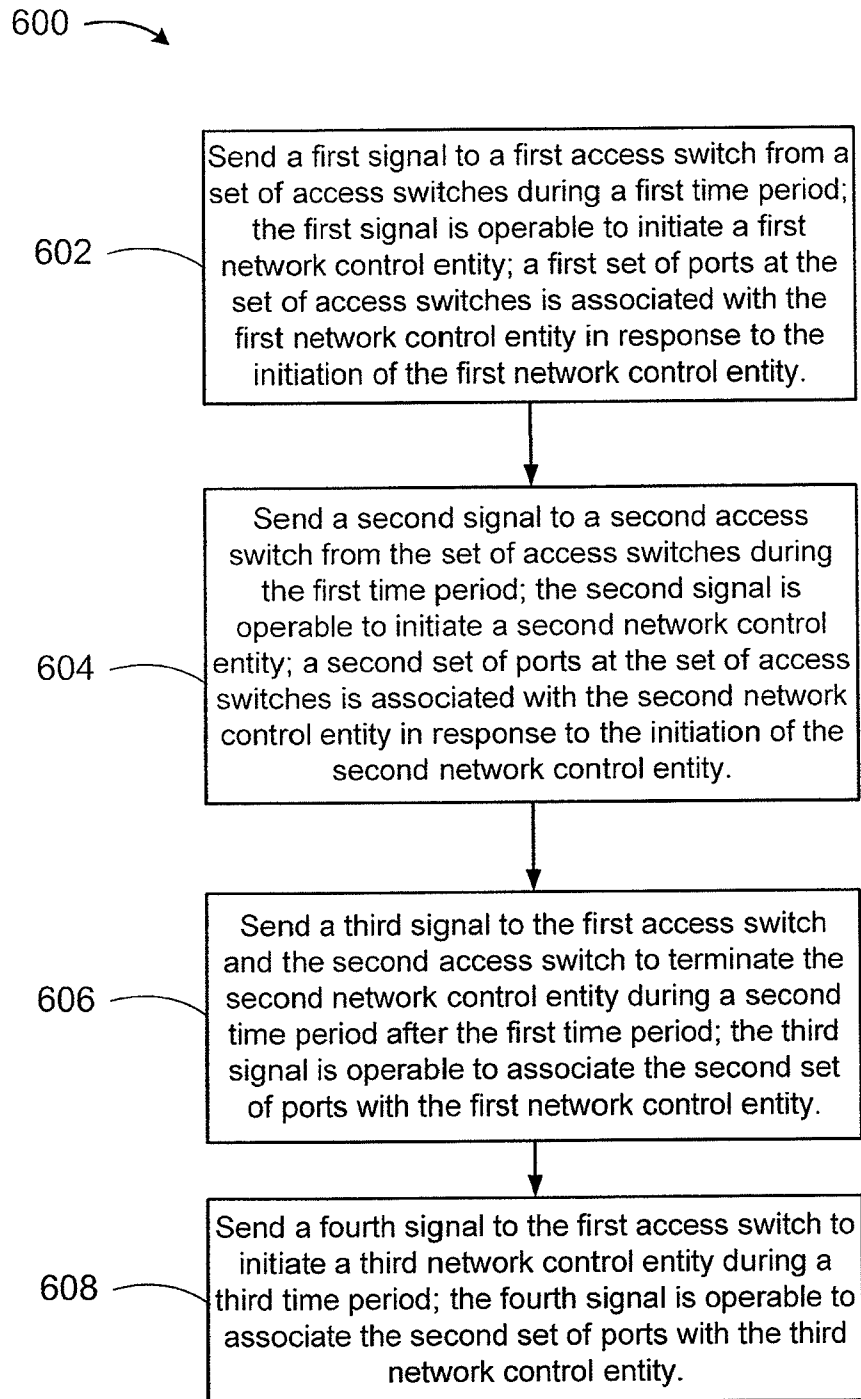 600
Send a first signal to a first access switch from a
set of access switches during a first time period;
the first signal is operable to initiate a first
602
network control entity; a first set of ports at the
set of access switches is associated with the
first network control entity in response to the
initiation of the first network control entity.
Send a second signal to a second access
switch from the set of access switches during
the first time period; the second signal is
operable to initiate a second network control
604
entity; a second set of ports at the set of access
switches is associated with the second network
control entity in response to the initiation of the
second network control entity.
Send a third signal to the first access switch
and the second access switch to terminate the
606
second network control entity during a second
time period after the first time period; the third
signal is operable to associate the second set
of ports with the first network control entity.
Send a fourth signal to the first access switch to
initiate a third network control entity during a
608
third time period; the fourth signal is operable to
associate the second set of ports with the third
network control entity.